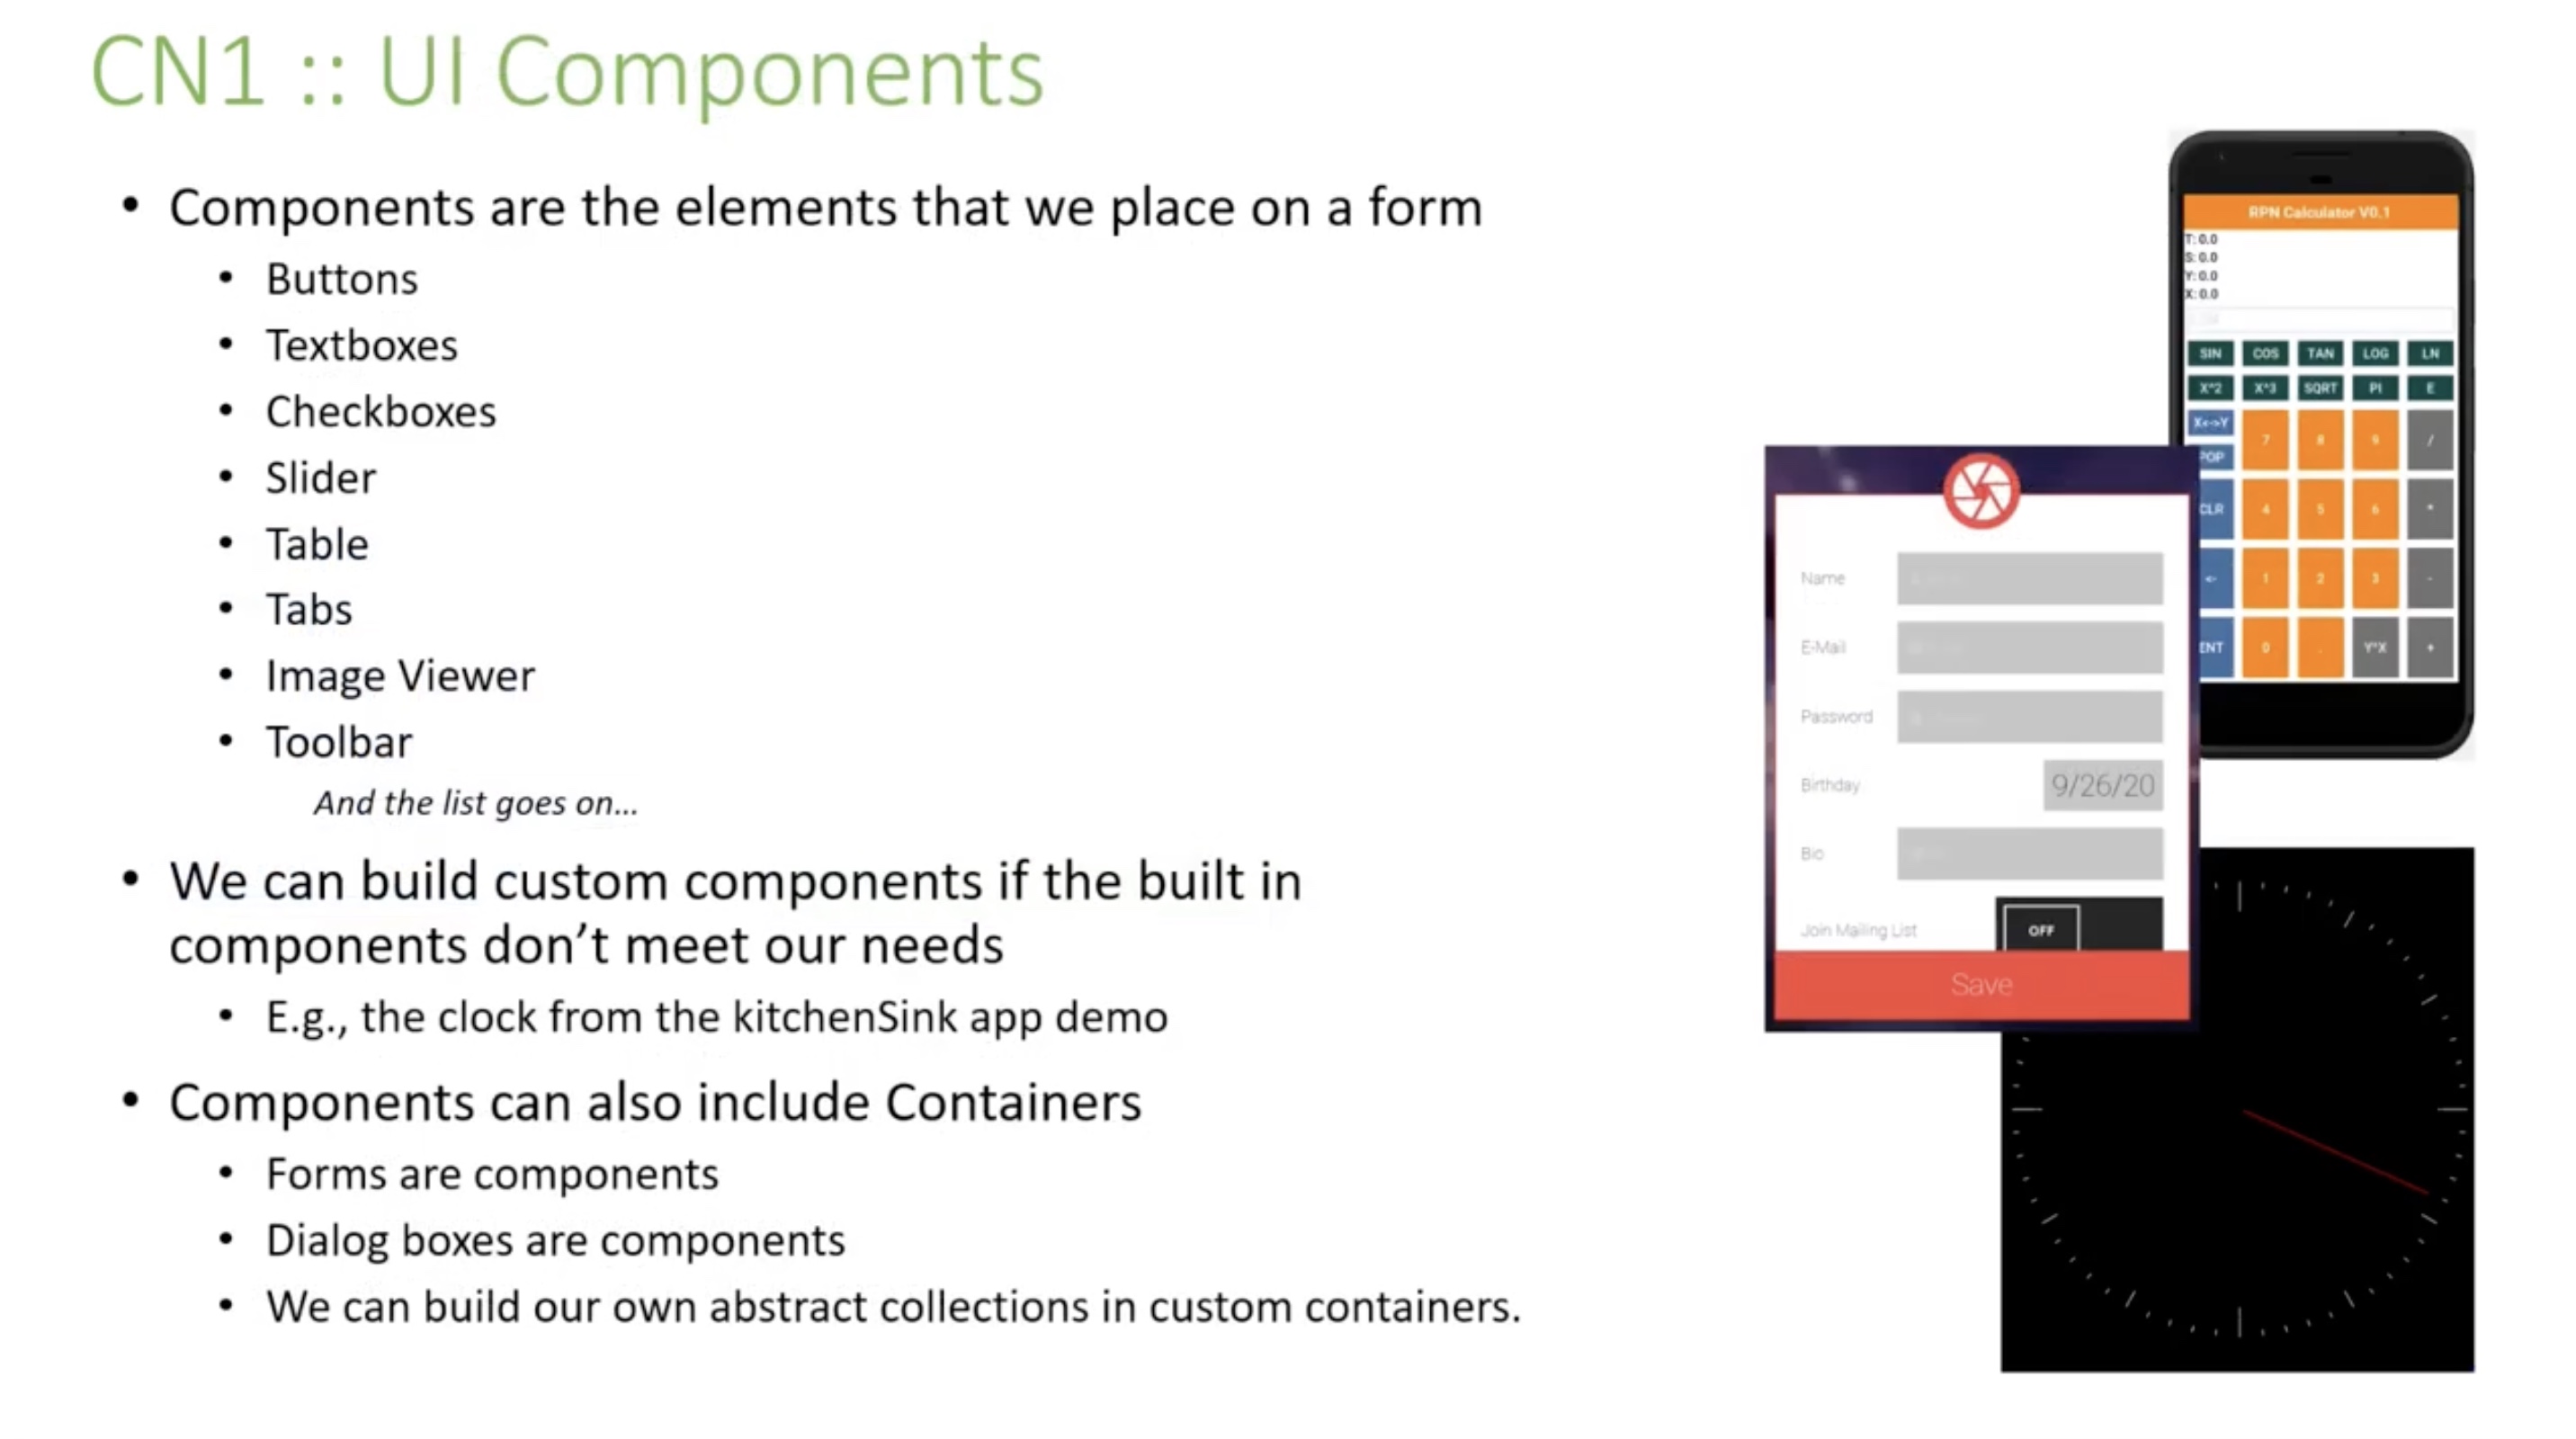 CN1 :: UI Components
• Components are the elements that we place on a form
• Buttons
• Textboxes
• Checkboxes
• Slider
• Table
• Tabs
• Image Viewer
• Toolbar
And the list goes on...
• We can build custom components if the built in
components don’t meet our needs
• E.g., the clock from the kitchenSink app demo
• Components can also include Containers
• Forms are components
• Dialog boxes are components
• We can build our own abstract collections in custom containers.
RPN Calculator V0.1
T: 0.0
S: 0.0
Y: 0.0
X: 0.0
SIN COS TAN LOG LN
X^2 X^3 SQRT PI E
X<->Y 7 8 9 /
POP
CLR 4 5 6 *
<- 1 2 3 -
ENT 0 . Y^X +
Name
E-Mail
Password
Birthday 9/26/20
Bio
Join Mailing List OFF
Save